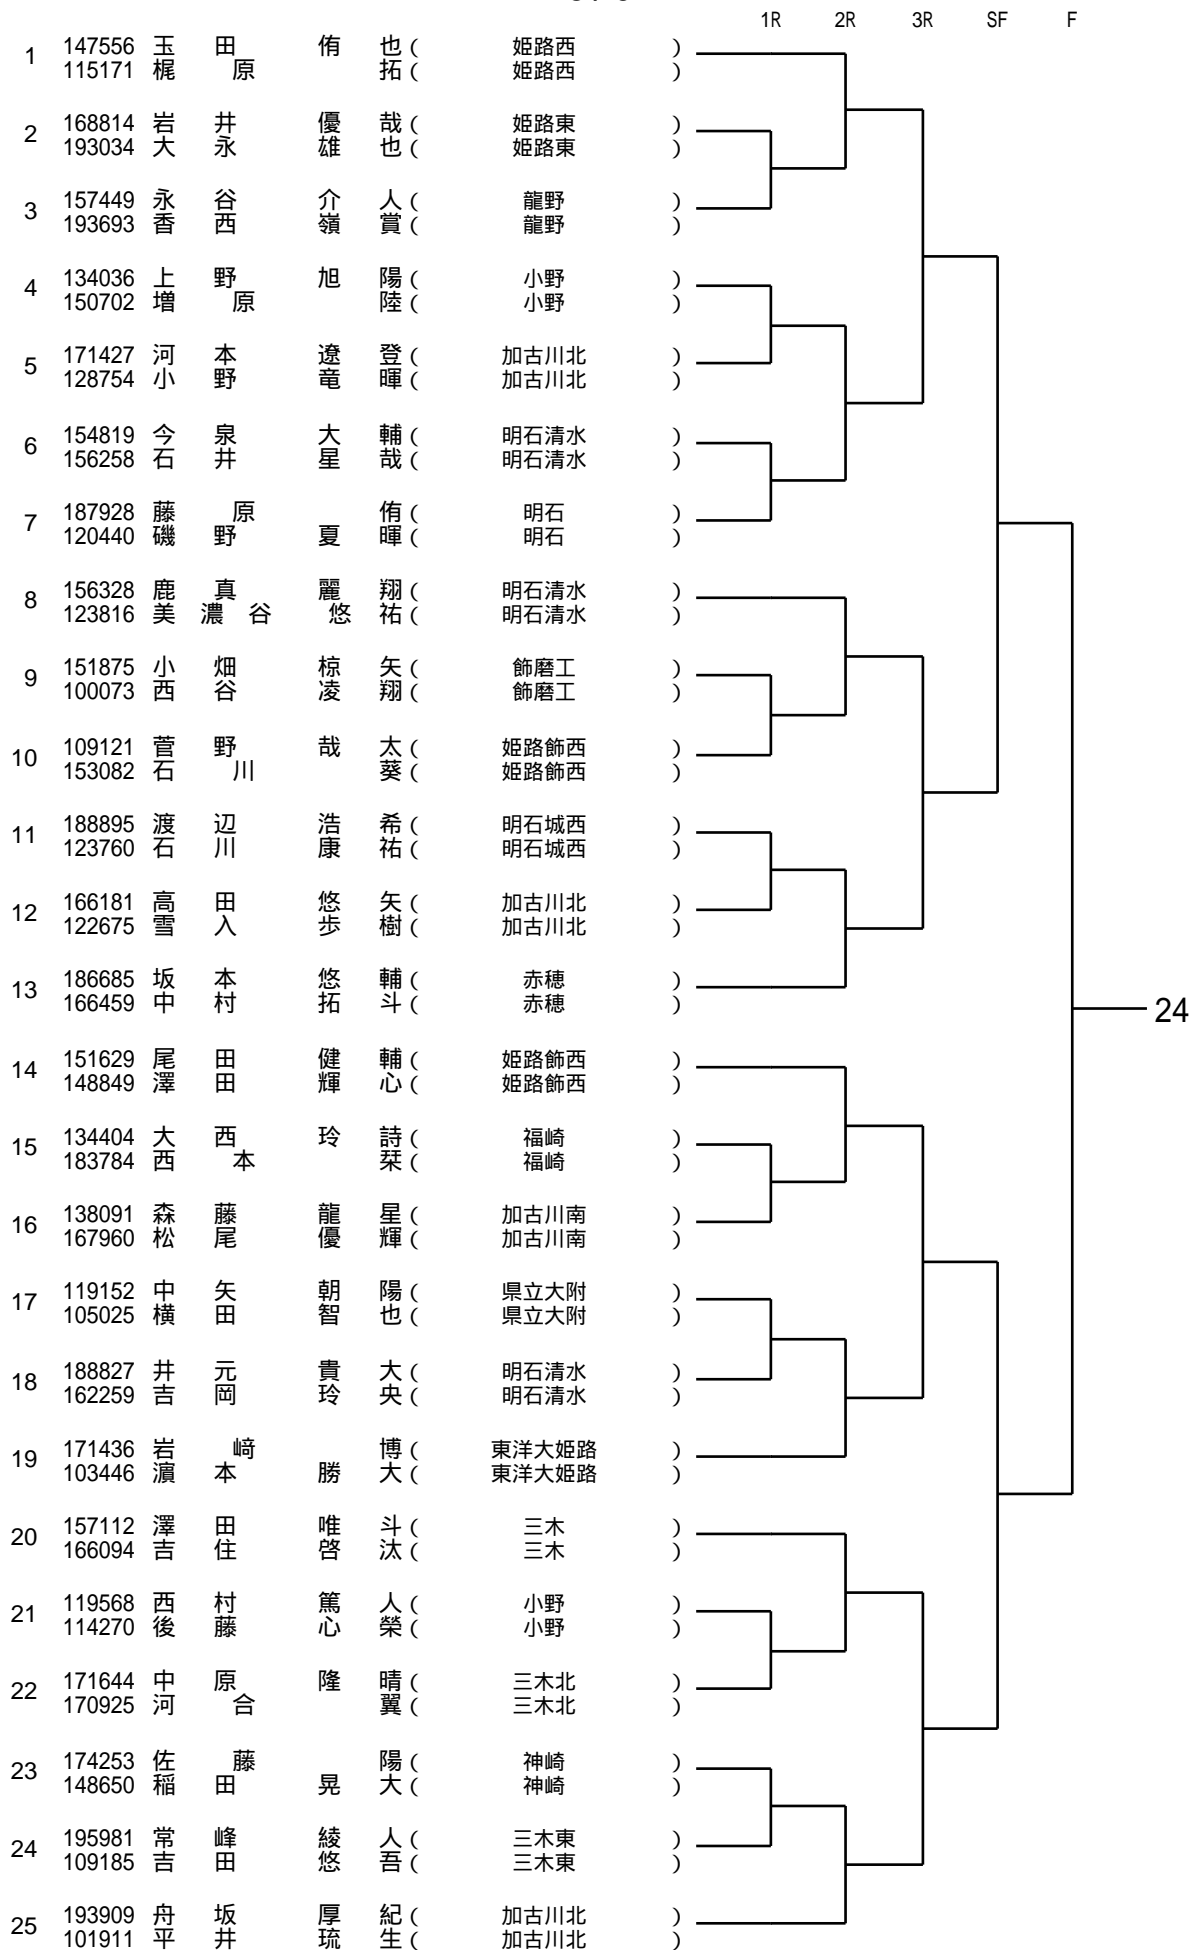 1R 2R 3R SF F
1 147556 玉田 侑也 ( 姫路西 )
115171 梶原 拓 ( 姫路西 )
2 168814 岩井 優哉 ( 姫路東 )
193034 大永 雄也 ( 姫路東 )
3 157449 永谷 介人 ( 龍野 )
193693 香西 嶺賞 ( 龍野 )
4 134036 上野 旭陽 ( 小野 )
150702 増原 陸 ( 小野 )
5 171427 河本 遼登 ( 加古川北 )
128754 小野 竜暉 ( 加古川北 )
6 154819 今泉 大輔 ( 明石清水 )
156258 石井 星哉 ( 明石清水 )
7 187928 藤原 侑 ( 明石 )
120440 磯野 夏暉 ( 明石 )
8 156328 鹿真 麗翔 ( 明石清水 )
123816 美濃谷 悠祐 ( 明石清水 )
9 151875 小畑 椋矢 ( 飾磨工 )
100073 西谷 凌翔 ( 飾磨工 )
10 109121 菅野 哉太 ( 姫路飾西 )
153082 石川 葵 ( 姫路飾西 )
11 188895 渡辺 浩希 ( 明石城西 )
123760 石川 康祐 ( 明石城西 )
12 166181 高田 悠矢 ( 加古川北 )
122675 雪入 歩樹 ( 加古川北 )
13 186685 坂本 悠輔 ( 赤穂 )
166459 中村 拓斗 ( 赤穂 )
24
14 151629 尾田 健輔 ( 姫路飾西 )
148849 澤田 輝心 ( 姫路飾西 )
15 134404 大西 玲詩 ( 福崎 )
183784 西本 栞 ( 福崎 )
16 138091 森藤 龍星 ( 加古川南 )
167960 松尾 優輝 ( 加古川南 )
17 119152 中矢 朝陽 ( 県立大附 )
105025 横田 智也 ( 県立大附 )
18 188827 井元 貴大 ( 明石清水 )
162259 吉岡 玲央 ( 明石清水 )
19 171436 岩﨑 博 ( 東洋大姫路 )
103446 濵本 勝大 ( 東洋大姫路 )
20 157112 澤田 唯斗 ( 三木 )
166094 吉住 啓汰 ( 三木 )
21 119568 西村 篤人 ( 小野 )
114270 後藤 心榮 ( 小野 )
22 171644 中原 隆晴 ( 三木北 )
170925 河合 翼 ( 三木北 )
23 174253 佐藤 陽 ( 神崎 )
148650 稲田 晃大 ( 神崎 )
24 195981 常峰 綾人 ( 三木東 )
109185 吉田 悠吾 ( 三木東 )
25 193909 舟坂 厚紀 ( 加古川北 )
101911 平井 琉生 ( 加古川北 )